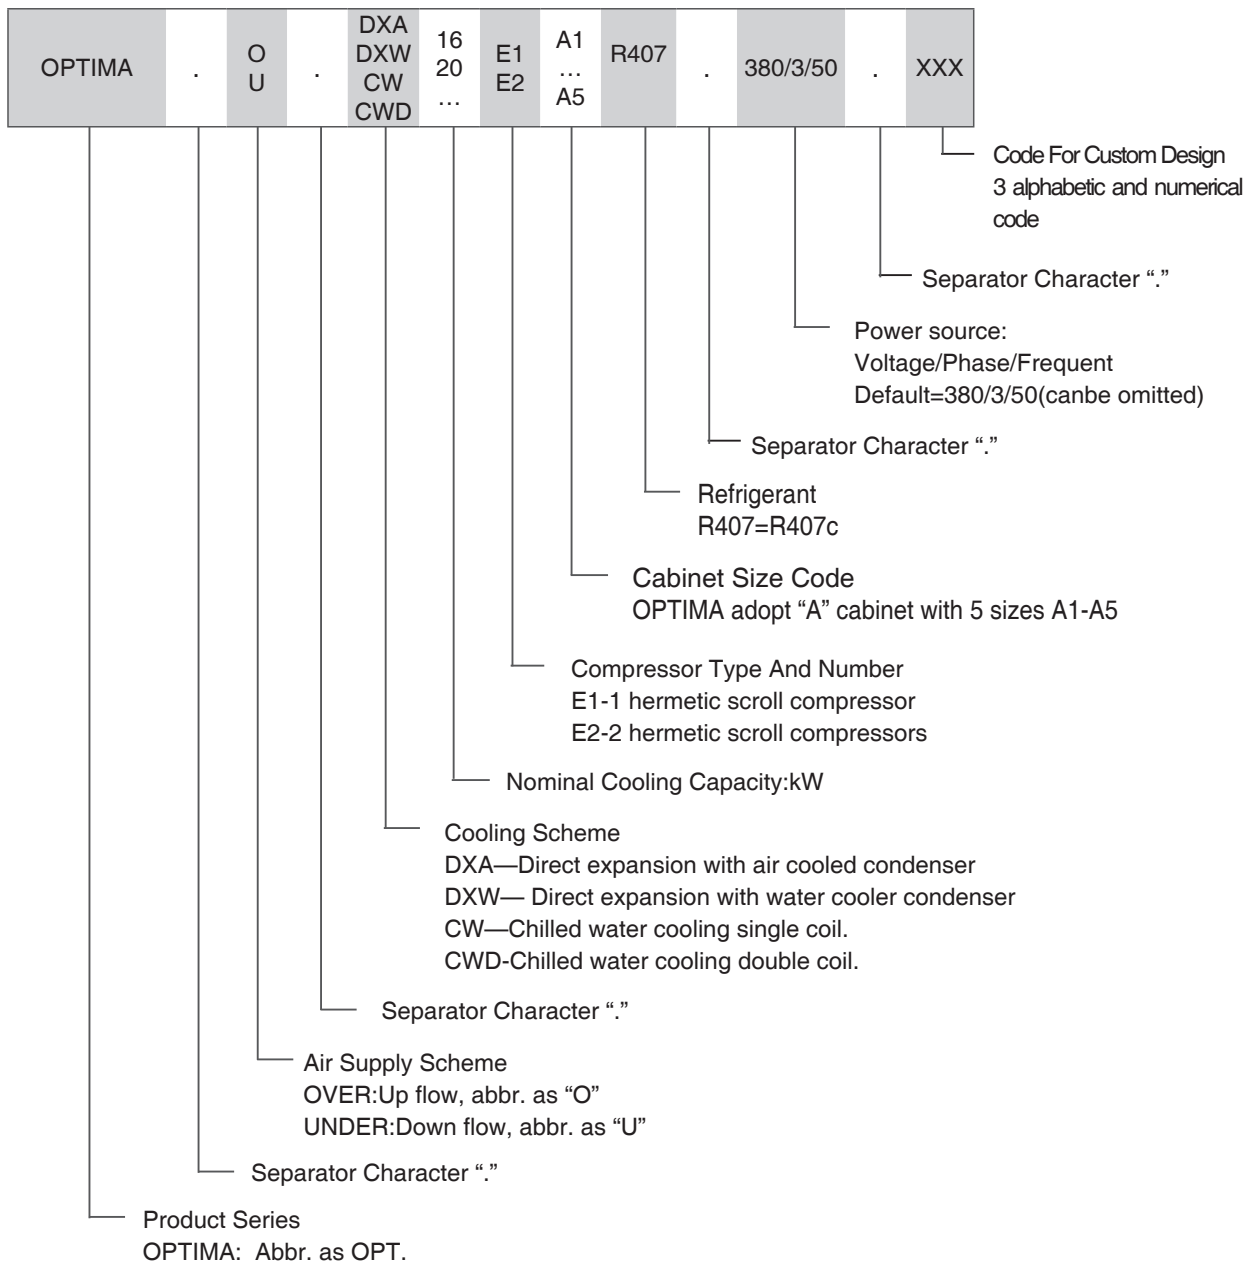 OPTIMA . O U . DXA DXW CW CWD 16 20 ... E1 E2 A1 ... A5 R407 . 380/3/50 . XXX
Code For Custom Design
3 alphabetic and numerical
code
Separator Character “.”
Power source:
Voltage/Phase/Frequent
Default=380/3/50(canbe omitted)
Separator Character “.”
Refrigerant
R407=R407c
Cabinet Size Code
OPTIMA adopt “A” cabinet with 5 sizes A1-A5
Compressor Type And Number
E1-1 hermetic scroll compressor
E2-2 hermetic scroll compressors
Nominal Cooling Capacity:kW
Cooling Scheme
DXA—Direct expansion with air cooled condenser
DXW— Direct expansion with water cooler condenser
CW—Chilled water cooling single coil.
CWD-Chilled water cooling double coil.
Separator Character “.”
Air Supply Scheme
OVER:Up flow, abbr. as “O”
UNDER:Down flow, abbr. as “U”
Separator Character “.”
Product Series
OPTIMA: Abbr. as OPT.